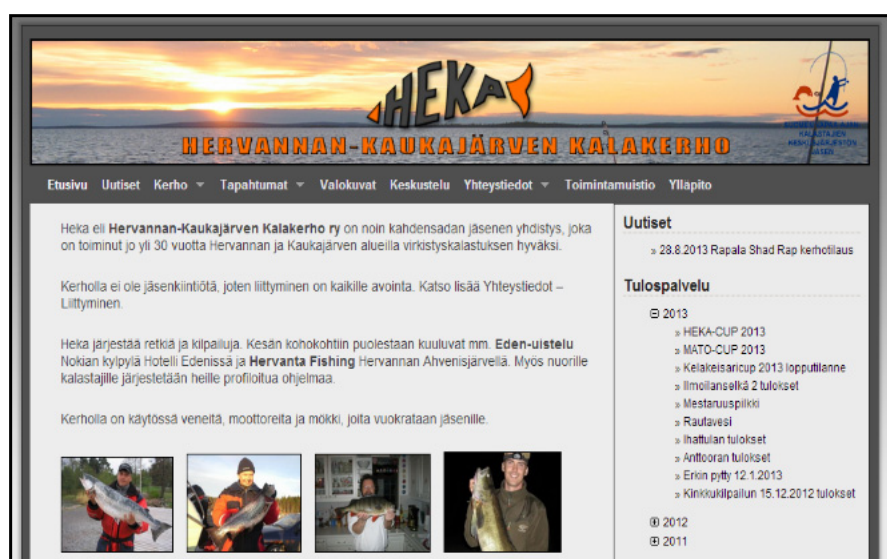 HEKA
HERVANNAN-KAUKAJÄRVEN KALAKERHO
KALASTAJIEN
KESKUSJÄRJESTÖN
JÄSEN
Etusivu Uutiset Kerho Tapahtumat Valokuvat Keskustelu Yhteystiedot Toimintamuistio Ylläpito
Heka eli Hervannan-Kaukajärven Kalakerho ry on noin kahdensadan jäsenen yhdistys, joka
on toiminut jo yli 30 vuotta Hervannan ja Kaukajärven alueilla virkistyskalastuksen hyväksi.
Kerholla ei ole jäsenkiintiötä, joten liittyminen on kaikille avointa. Katso lisää Yhteystiedot –
Liittyminen.
Heka järjestää retkiä ja kilpailuja. Kesän kohokohtiin puolestaan kuuluvat mm. Eden-uistelu
Nokian kylpylä Hotelli Edenissä ja Hervanta Fishing Hervannan Ahvenisjärvellä. Myös nuorille
kalastajille järjestetään heille profiloitua ohjelmaa.
Kerholla on käytössä veneitä, moottoreita ja mökki, joita vuokrataan jäsenille.
Uutiset
» 28.8.2013 Rapala Shad Rap kerhotilaus
Tulospalvelu
2013
» HEKA-CUP 2013
» MATO-CUP 2013
» Kelakeisaricup 2013 lopputilanne
» Ilmoilanselkä 2 tulokset
» Mestaruuspilkki
» Rautavesi
» Ihattulan tulokset
» Anttooran tulokset
» Erkin pytty 12.1.2013
» Kinkkukilpailun 15.12.2012 tulokset
2012
2011